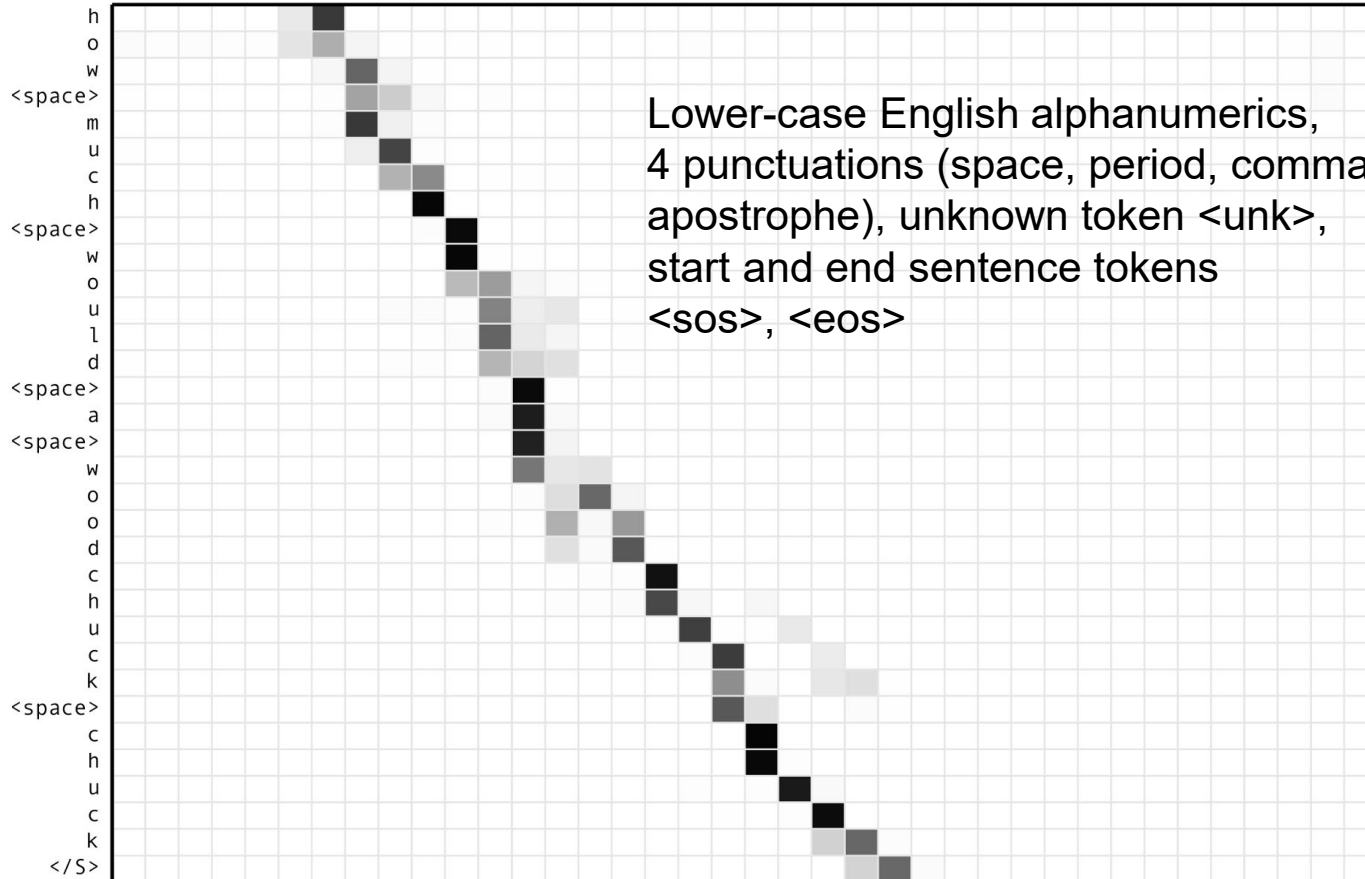 h
o
w
<space>
m
u
c
h
<space>
w
o
u
l
d
<space>
a
<space>
w
o
o
d
c
h
u
c
k
<space>
c
h
u
c
k
</S>
Lower-case English alphanumerics,
4 punctuations (space, period, comma
apostrophe), unknown token <unk>,
start and end sentence tokens
<sos>, <eos>